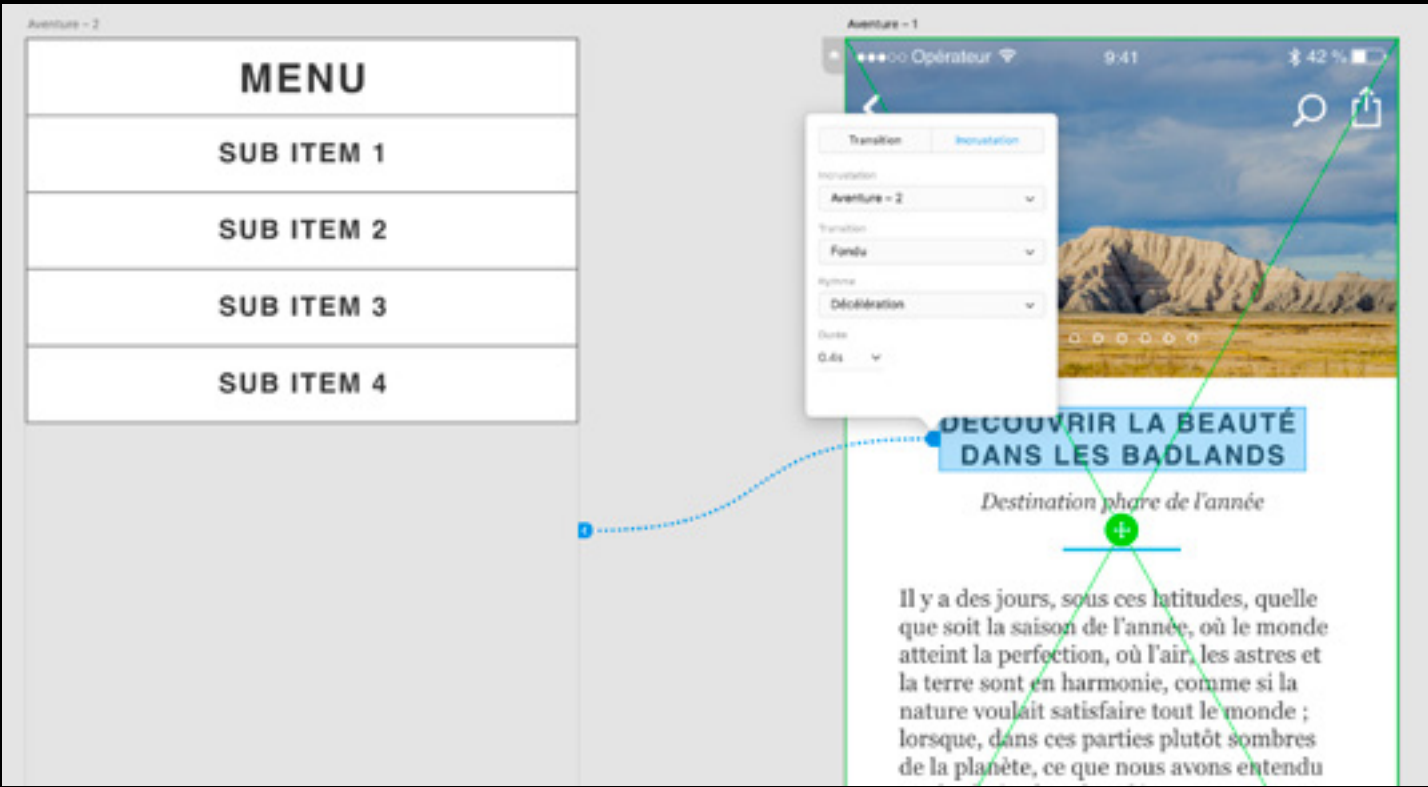 Aventure – 2
MENU
SUB ITEM 1
SUB ITEM 2
SUB ITEM 3
SUB ITEM 4
Aventure – 1
Opérateur
9:41
42 %
Transition
Incrustation
Incrustation
Aventure – 2
Transition
Fondu
Rythme
Décélération
Durée
0.4s
DÉCOUVRIR LA BEAUTÉ
DANS LES BADLANDS
Destination phare de l'année
Il y a des jours, sous ces latitudes, quelle
que soit la saison de l'année, où le monde
atteint la perfection, où l'air, les astres et
la terre sont en harmonie, comme si la
nature voulait satisfaire tout le monde ;
lorsque, dans ces parties plutôt sombres
de la planète, ce que nous avons entendu